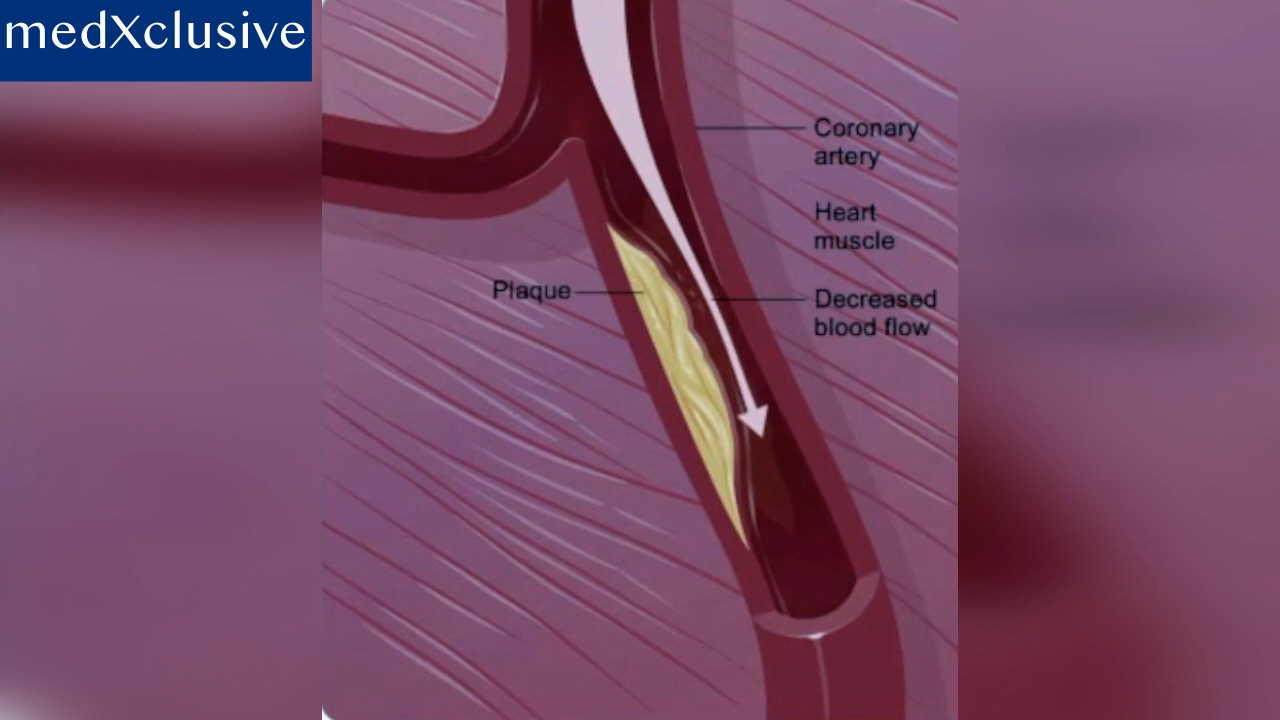 medXclusive
Coronary
artery
Heart
muscle
Plaque
Decreased
blood flow